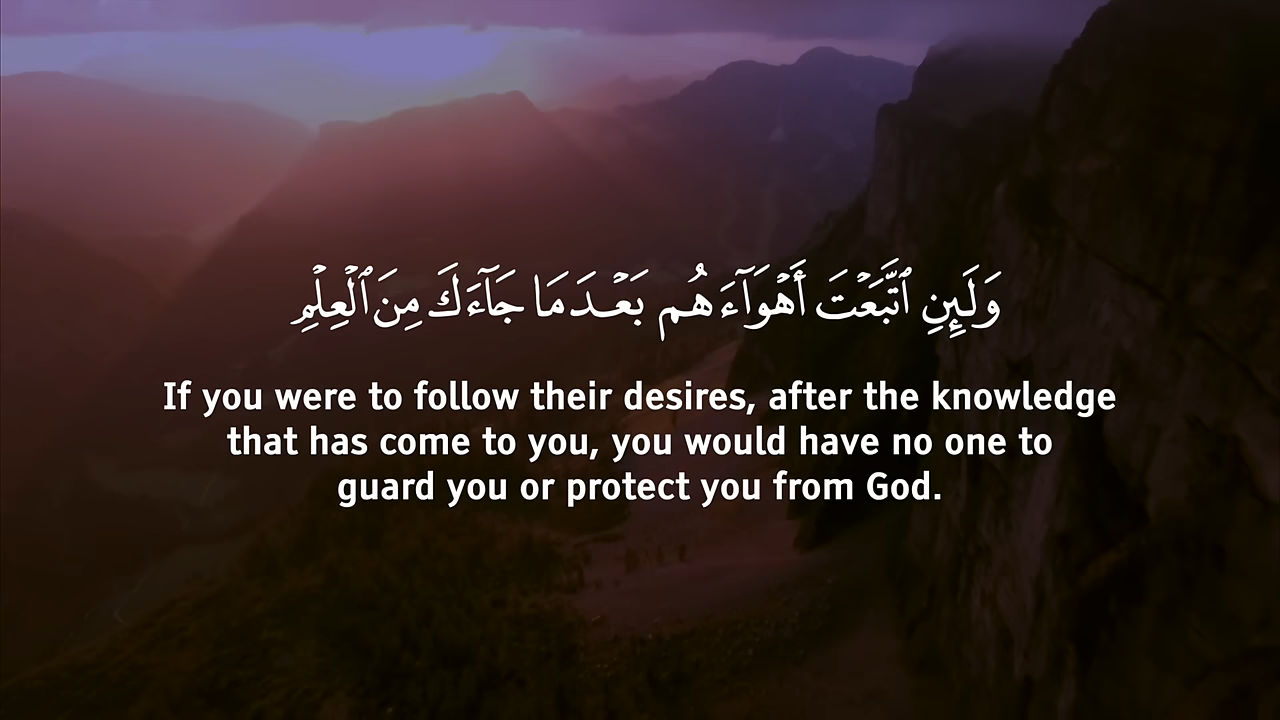 وَلَئِنِ ٱتَّبَعْتَ أَهْوَآءَهُم بَعْدَمَا جَآءَكَ مِنَ ٱلْعِلْمِ
If you were to follow their desires, after the knowledge
that has come to you, you would have no one to
guard you or protect you from God.